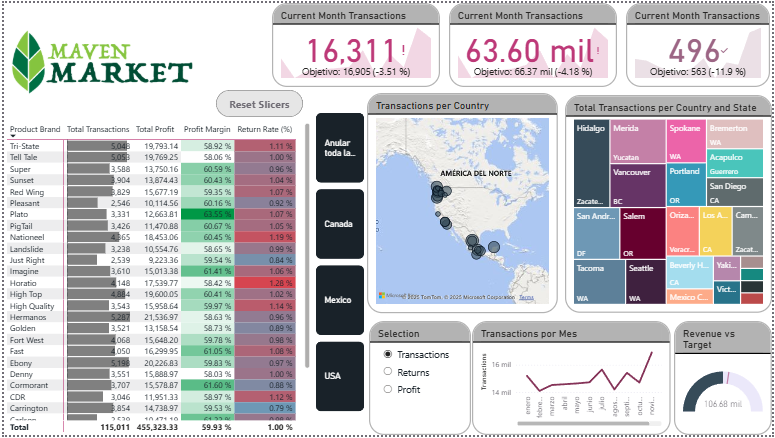 MAVEN
MARKET
Current Month Transactions
16,311!
Objetivo: 16,905 (-3.51 %)
Current Month Transactions
63.60 mil!
Objetivo: 66.37 mil (-4.18 %)
Current Month Transactions
496
Objetivo: 563 (-11.9 %)
Reset Slicers
Product Brand Total Transactions Total Profit Profit Margin Return Rate (%)
Tri-State 5,048 19,793.14 58.92 % 1.11 %
Tell Tale 5,053 19,769.25 58.06 % 1.00 %
Super 3,588 13,750.16 60.59 % 0.96 %
Sunset 3,904 13,874.43 60.43 % 1.04 %
Red Wing 3,829 15,677.19 59.35 % 1.07 %
Pleasant 2,546 10,114.56 60.16 % 0.92 %
Plato 3,331 12,663.81 63.55 % 1.07 %
PigTail 3,426 11,470.88 60.67 % 1.05 %
Nationeel 4,365 18,453.06 60.45 % 1.19 %
Landslide 3,238 10,554.76 58.65 % 0.99 %
Just Right 2,539 9,223.36 59.54 % 0.84 %
Imagine 3,610 15,013.38 61.41 % 1.06 %
Horatio 4,148 17,539.77 58.42 % 1.28 %
High Top 4,884 19,600.05 60.41 % 1.02 %
High Quality 3,543 15,958.64 59.97 % 1.14 %
Hermanos 5,287 21,536.97 58.63 % 0.96 %
Golden 3,521 13,158.54 58.73 % 0.89 %
Fort West 4,068 15,648.20 59.78 % 0.98 %
Fast 4,050 16,299.95 61.05 % 1.08 %
Ebony 5,198 20,226.83 59.83 % 0.97 %
Denny 3,551 15,888.97 58.03 % 1.00 %
Cormorant 3,707 15,578.87 61.60 % 0.88 %
CDR 3,046 11,951.33 58.97 % 1.12 %
Carrington 3,854 14,738.97 59.53 % 0.79 %
Total 115,011 455,323.33 59.93 % 1.00 %
Anular
toda la...
Canada
Mexico
USA
Transactions per Country
AMÉRICA DEL NORTE
Microsoft Bing
© 2025 TomTom, © 2025 Microsoft Corporation Terms
Total Transactions per Country and State
Hidalgo
Zacate...
Merida
Yucatan
Spokane
WA
Bremerton
WA
Acapulco
Guerrero
Vancouver
BC
Portland
OR
San Diego
CA
San Andr...
DF
Salem
OR
Oriza...
Verac...
Los A...
CA
Cam...
Zacat...
Tacoma
WA
Seattle
WA
Beverly H...
CA
Yaki...
Mexico C...
Vict...
Selection
Transactions
Returns
Profit
Transactions por Mes
Transactions
16 mil
14 mil
enero
febre...
marzo
abril
mayo
junio
julio
agos...
septi...
octu...
novi...
Revenue vs
Target
106.68 mil